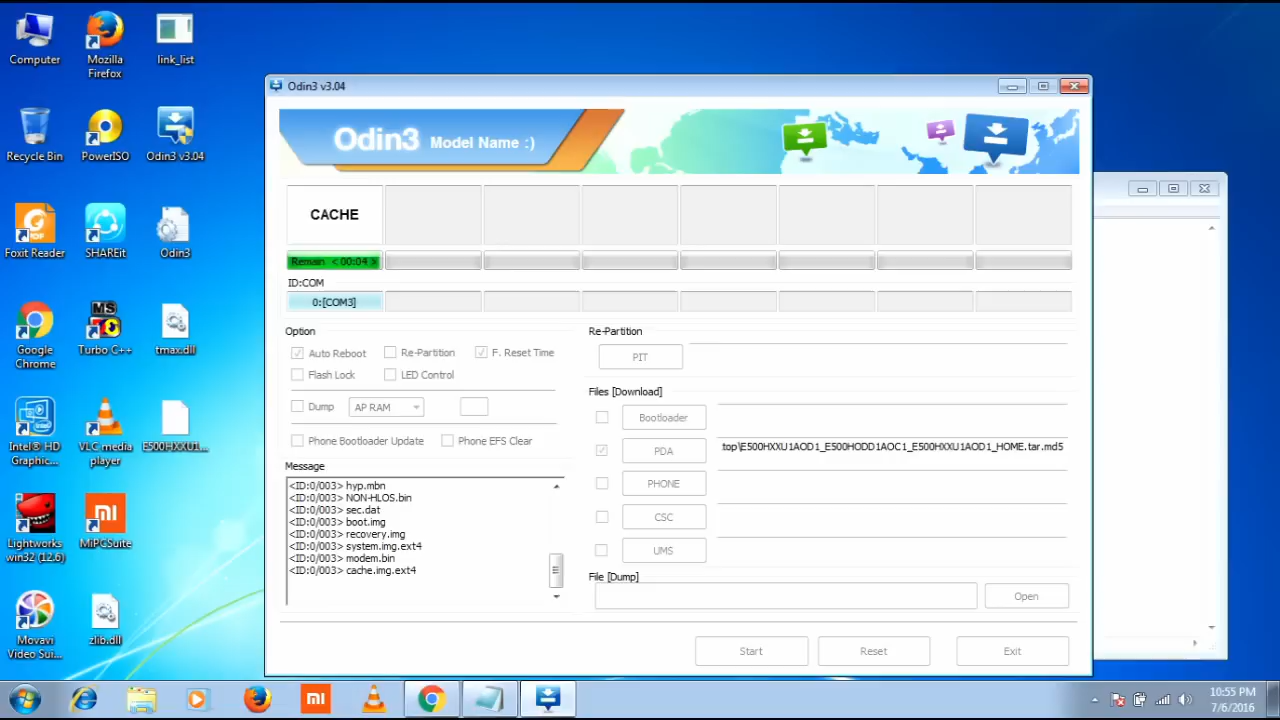 Computer
Mozilla
Firefox
link_list
Recycle Bin
PowerISO
Odin3 v3.04
Foxit Reader
SHAREit
Odin3
Google
Chrome
MS
Turbo C++
tmax.dll
Intel® HD
Graphic...
VLC media
player
E500HXXU1...
Lightworks
win32 (12.6)
MiPCSuite
Movavi
Video Sui...
zlib.dll
Odin3 v3.04
Odin3 Model Name :)
CACHE
Remain < 00:04 >
ID:COM
0:[COM3]
Option
Auto Reboot
Re-Partition
F. Reset Time
Flash Lock
LED Control
Dump
AP RAM
Phone Bootloader Update
Phone EFS Clear
Message
<ID:0/003> hyp.mbn
<ID:0/003> NON-HLOS.bin
<ID:0/003> sec.dat
<ID:0/003> boot.img
<ID:0/003> recovery.img
<ID:0/003> system.img.ext4
<ID:0/003> modem.bin
<ID:0/003> cache.img.ext4
Re-Partition
PIT
Files [Download]
Bootloader
PDA
top\E500HXXU1AOD1_E500HODD1AOC1_E500HXXU1AOD1_HOME.tar.md5
PHONE
CSC
UMS
File [Dump]
Open
Start
Reset
Exit
10:55 PM
7/6/2016